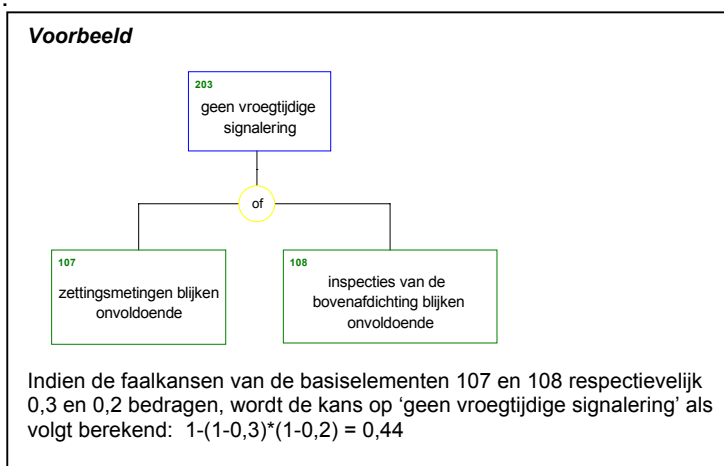 .
Voorbeeld
203
geen vroegtijdige
signalering
of
107
zettingsmetingen blijken
onvoldoende
108
inspecties van de
bovenafdichting blijken
onvoldoende
Indien de faalkansen van de basiselementen 107 en 108 respectievelijk
0,3 en 0,2 bedragen, wordt de kans op ‘geen vroegtijdige signalering’ als
volgt berekend:  1-(1-0,3)*(1-0,2) = 0,44